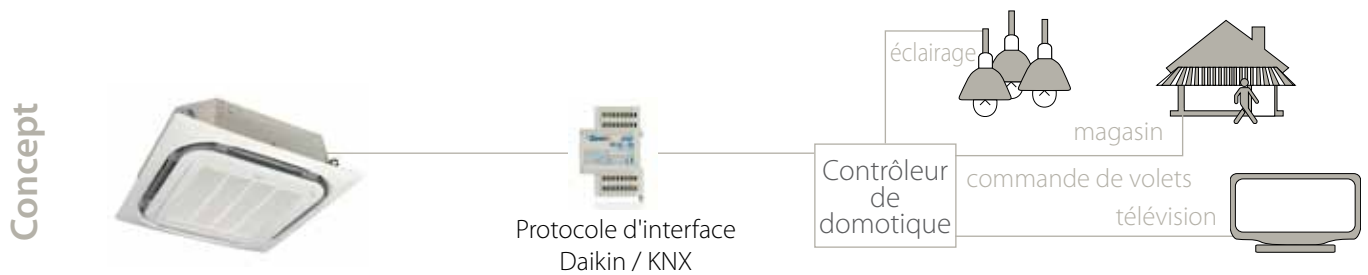 Concept
Protocole d'interface
Daikin / KNX
Contrôleur
de
domotique
éclairage
magasin
commande de volets
télévision